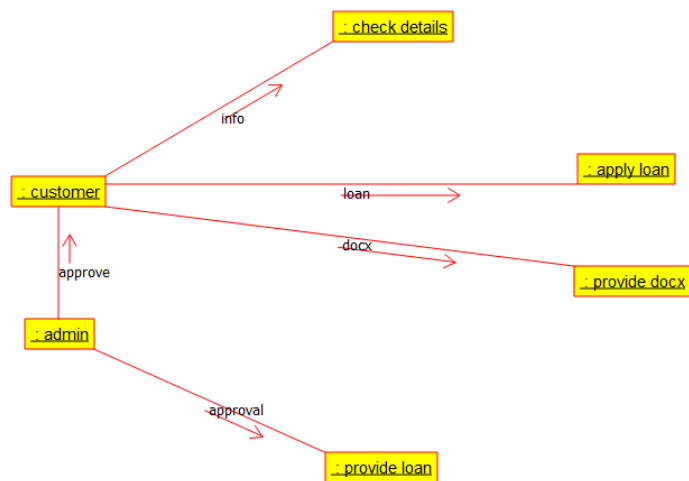 : check details
info
: apply loan
: customer
loan
docx
approve
: provide docx
: admin
approval
: provide loan